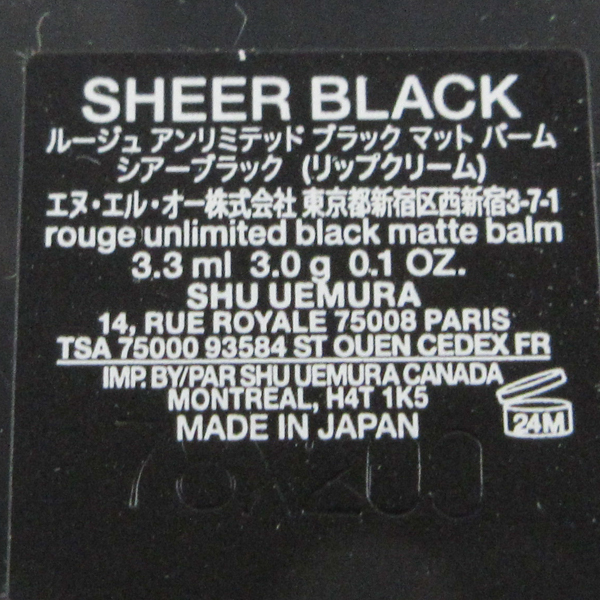 SHEER BLACK
ルージュ アンリミテッド ブラック マット バーム
シアーブラック (リップクリーム)
エヌ・エル・オー株式会社 東京都新宿区西新宿3-7-1
rouge unlimited black matte balm
3.3 ml 3.0 g 0.1 OZ.
SHU UEMURA
14, RUE ROYALE 75008 PARIS
TSA 75000 93584 ST OUEN CEDEX FR
IMP. BY/PAR SHU UEMURA CANADA
MONTREAL, H4T 1K5
24M
MADE IN JAPAN